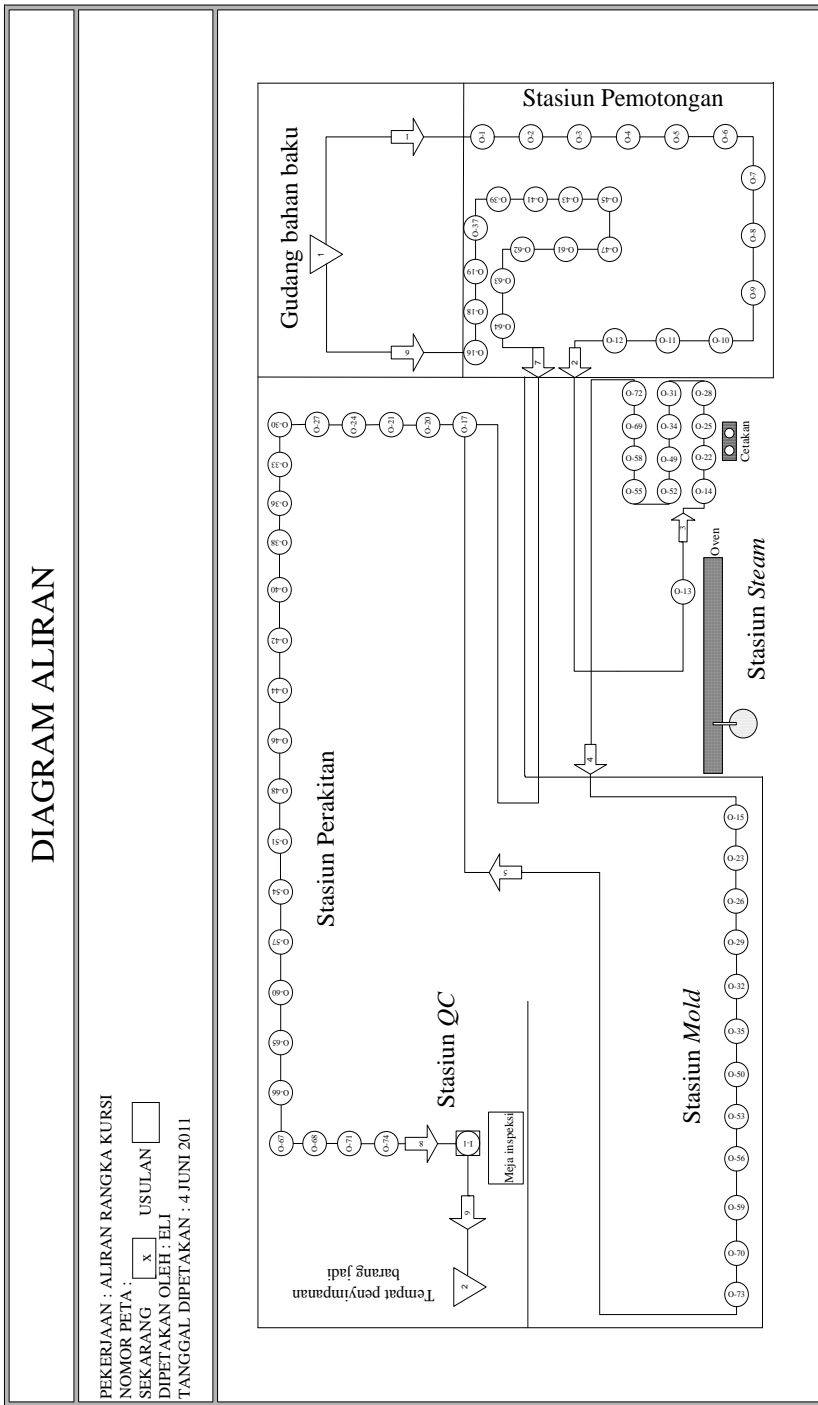 DIAGRAM ALIRAN
PEKERJAAN : ALIRAN RANGKA KURSI
NOMOR PETA :
SEKARANG x USULAN
DIPETAKAN OLEH : ELI
TANGGAL DIPETAKAN : 4 JUNI 2011
Gudang bahan baku
1
1
6
Stasiun Pemotongan
O-1
O-2
O-3
O-4
O-5
O-6
O-7
O-8
O-9
O-10
O-11
O-12
2
O-16
O-18
O-19
O-37
O-39
O-41
O-43
O-45
O-47
O-61
O-62
O-63
O-64
7
Stasiun Steam
O-13
Oven
3
Cetakan
O-14
O-22
O-25
O-28
O-31
O-34
O-49
O-52
O-55
O-58
O-69
O-72
4
Stasiun Mold
O-15
O-23
O-26
O-29
O-32
O-35
O-50
O-53
O-56
O-59
O-70
O-73
5
Stasiun Perakitan
O-17
O-20
O-21
O-24
O-27
O-30
O-33
O-36
O-38
O-40
O-42
O-44
O-46
O-48
O-51
O-54
O-57
O-60
O-65
O-66
O-67
O-68
O-71
O-74
8
Stasiun QC
I-1
Meja inspeksi
9
2
Tempat penyimpanan
barang jadi